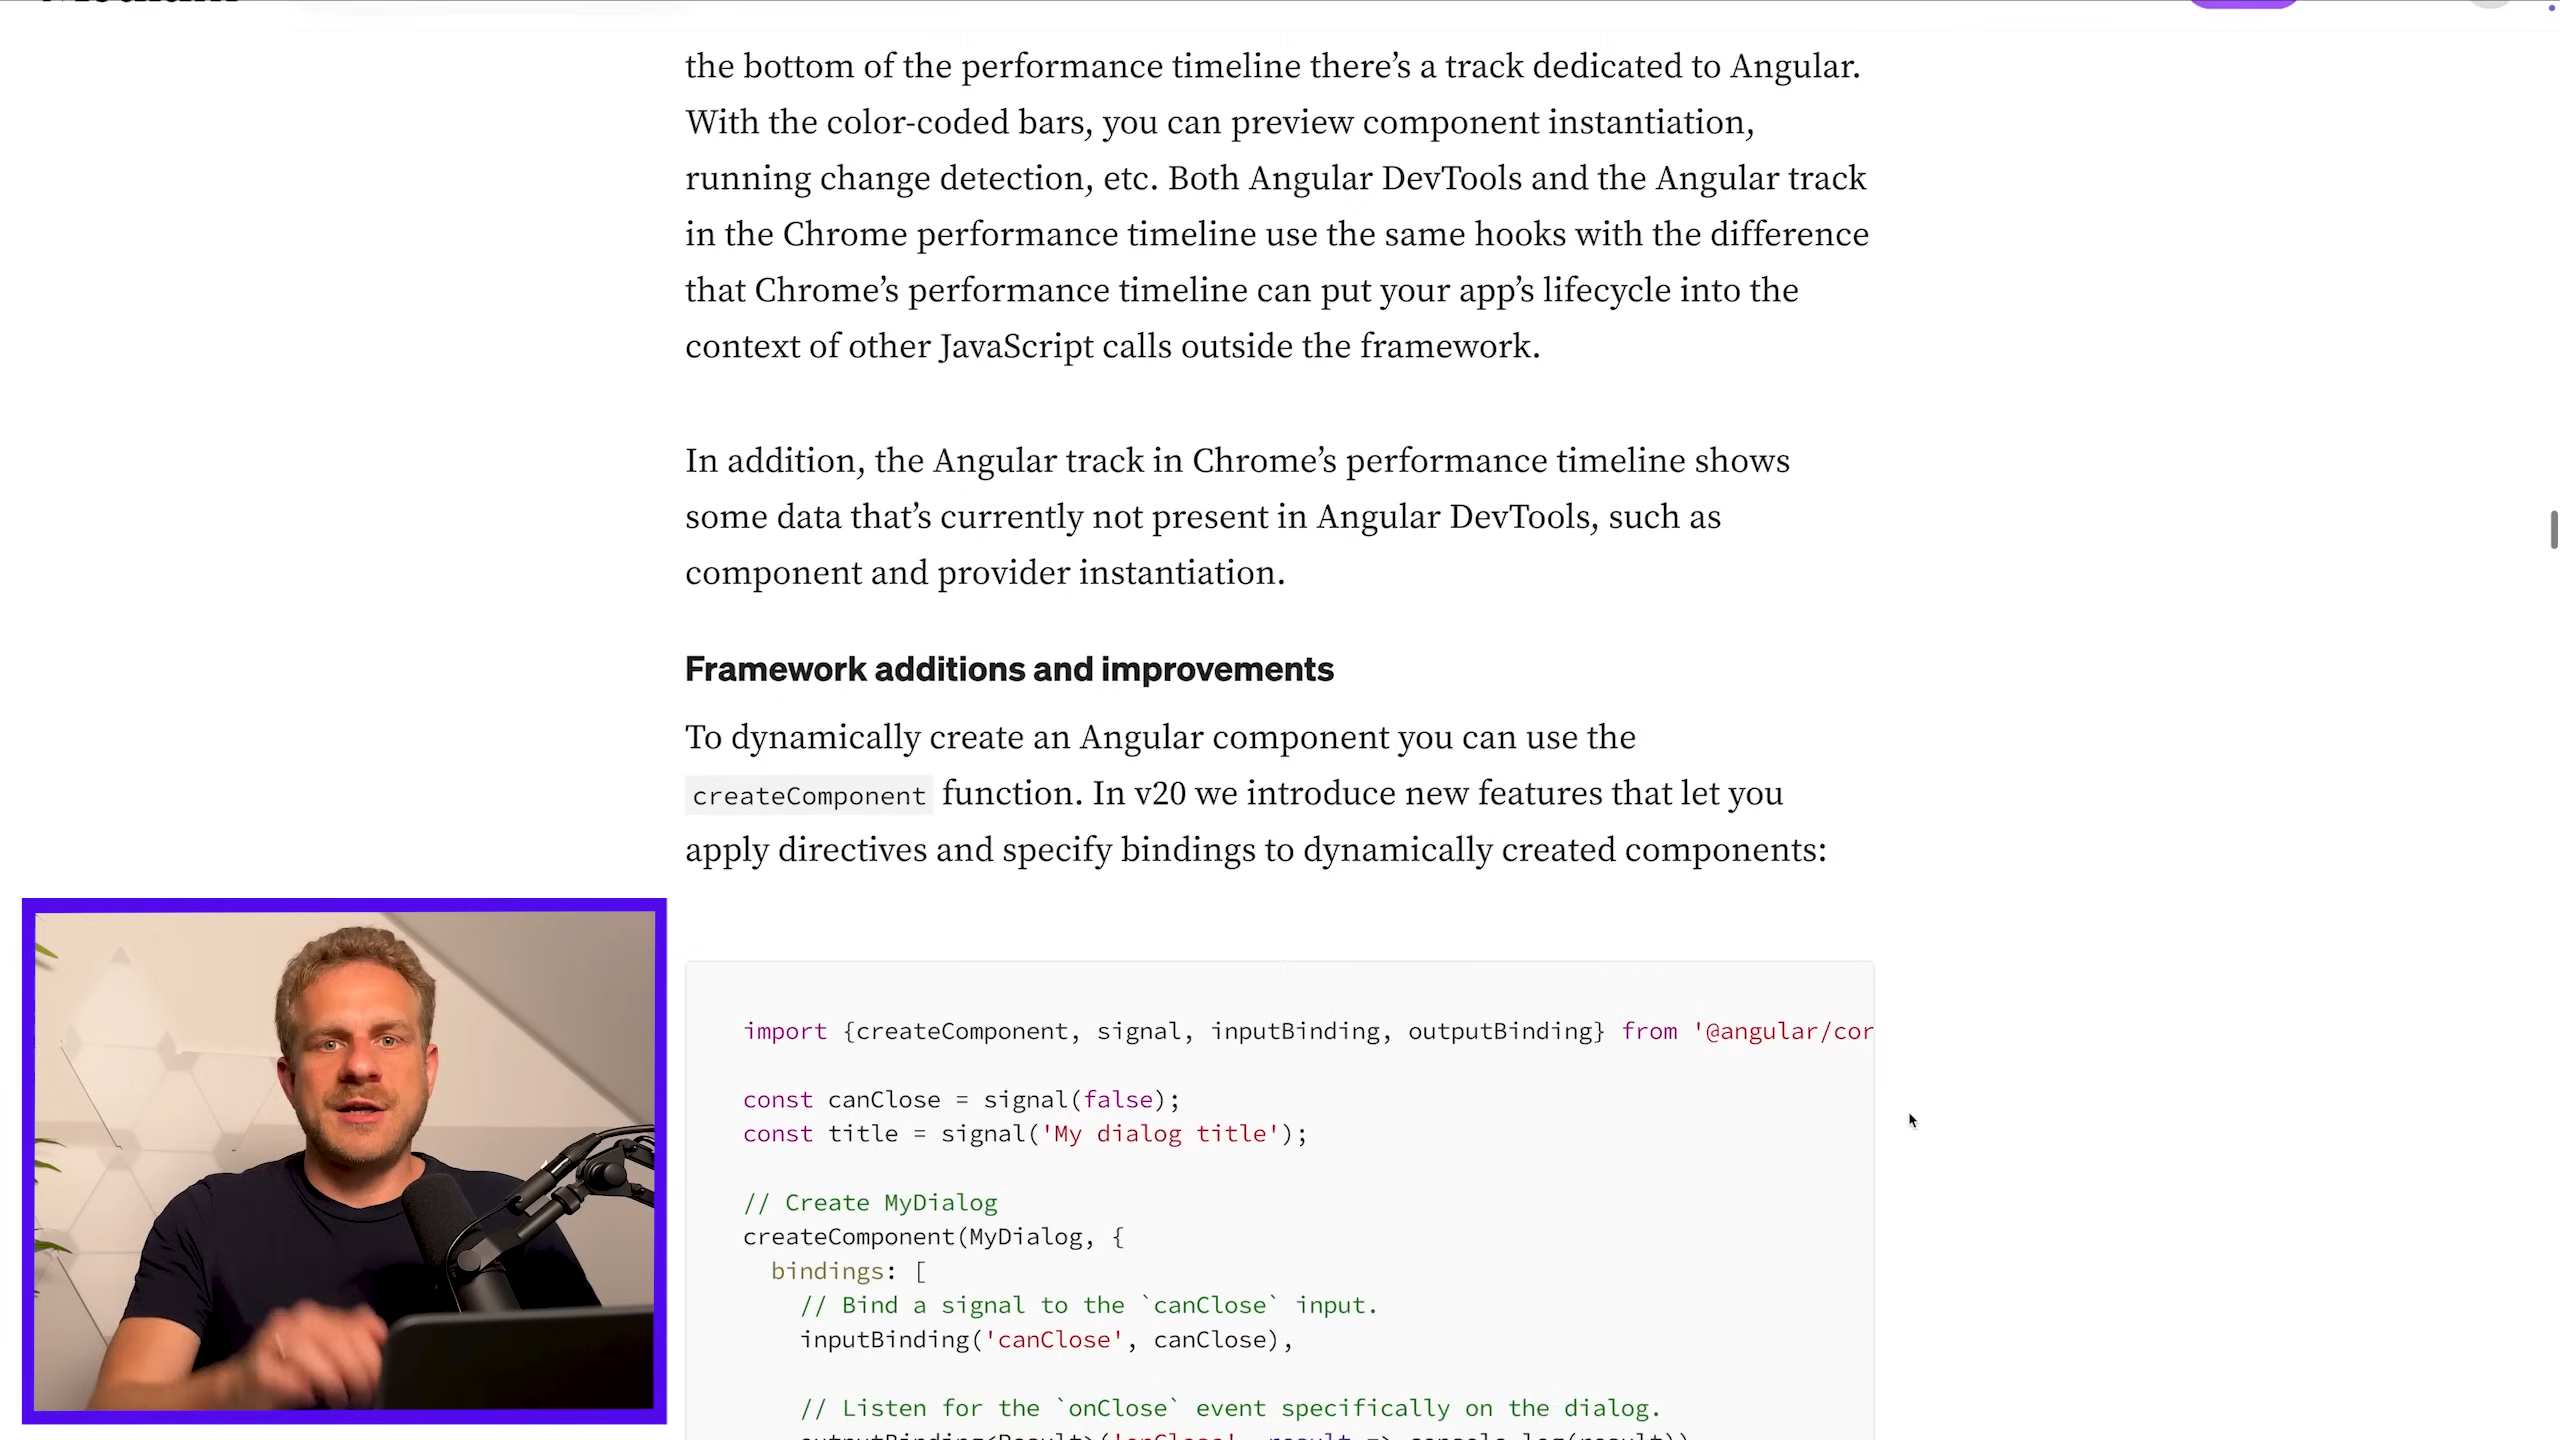 the bottom of the performance timeline there’s a track dedicated to Angular.
With the color-coded bars, you can preview component instantiation,
running change detection, etc. Both Angular DevTools and the Angular track
in the Chrome performance timeline use the same hooks with the difference
that Chrome’s performance timeline can put your app’s lifecycle into the
context of other JavaScript calls outside the framework.
In addition, the Angular track in Chrome’s performance timeline shows
some data that’s currently not present in Angular DevTools, such as
component and provider instantiation.
Framework additions and improvements
To dynamically create an Angular component you can use the
createComponent function. In v20 we introduce new features that let you
apply directives and specify bindings to dynamically created components:
import {createComponent, signal, inputBinding, outputBinding} from '@angular/cor
const canClose = signal(false);
const title = signal('My dialog title');
// Create MyDialog
createComponent(MyDialog, {
bindings: [
// Bind a signal to the `canClose` input.
inputBinding('canClose', canClose),
// Listen for the `onClose` event specifically on the dialog.
outputBinding<Result>('onClose', result => console.log(result)),